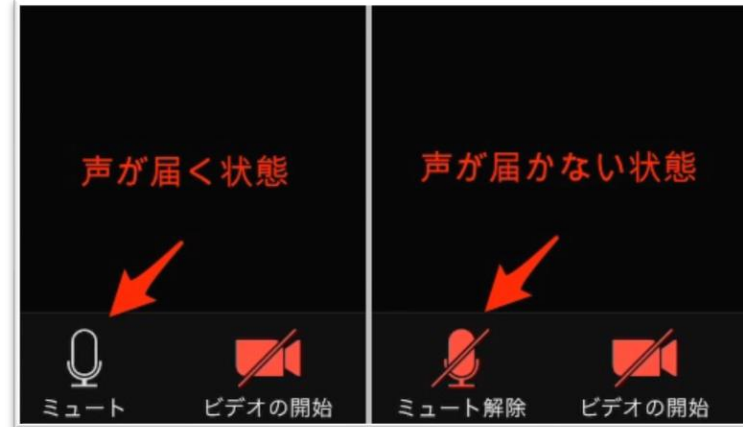 声が届く状態
声が届かない状態
ミュート
ビデオの開始
ミュート解除
ビデオの開始